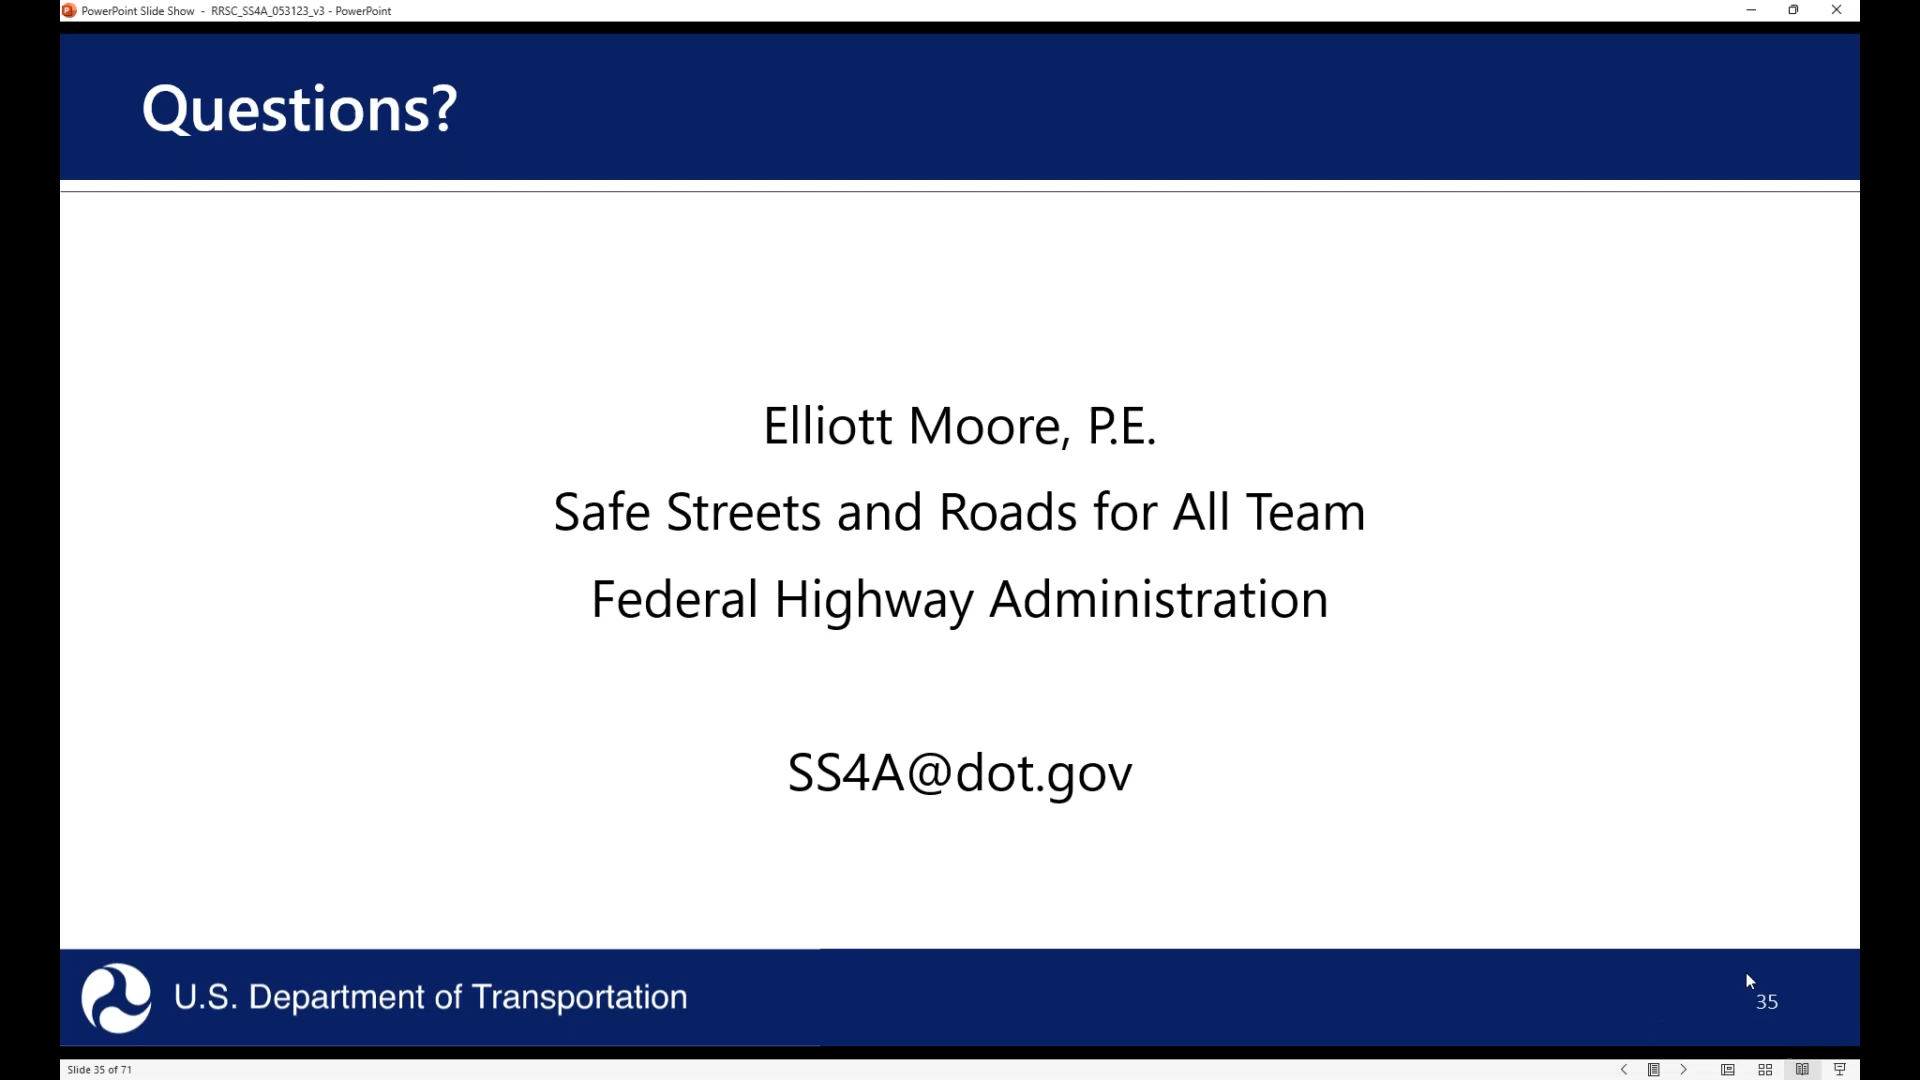 PowerPoint Slide Show - RRSC_SS4A_053123_v3 - PowerPoint
Questions?
Elliott Moore, P.E.
Safe Streets and Roads for All Team
Federal Highway Administration
SS4A@dot.gov
U.S. Department of Transportation
35
Slide 35 of 71